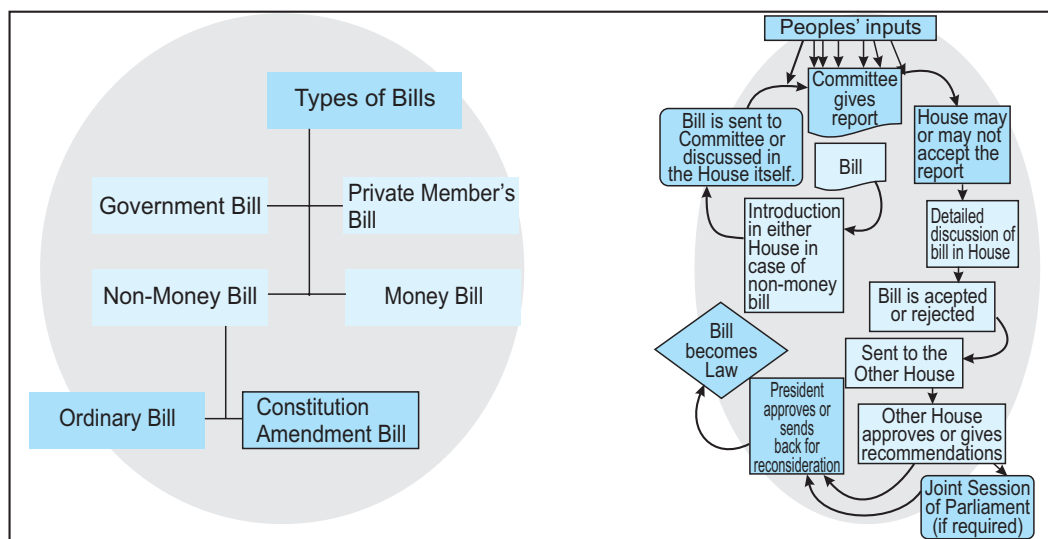 Types of Bills
Government Bill
Private Member's
Bill
Non-Money Bill
Money Bill
Ordinary Bill
Constitution
Amendment Bill
Peoples' inputs
Committee
gives
report
House may
or may not
accept the
report
Bill is sent to
Committee or
discussed in
the House itself.
Bill
Introduction
in either
House in
case of
non-money
bill
Detailed
discussion of
bill in House
Bill is acepted
or rejected
Sent to the
Other House
Other House
approves or gives
recommendations
Joint Session
of Parliament
(if required)
President
approves or
sends
back for
reconsideration
Bill
becomes
Law